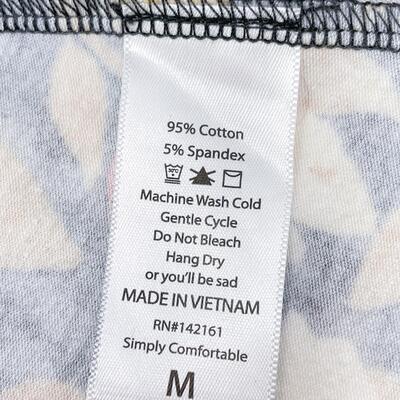 95% Cotton
5% Spandex
30°C
Machine Wash Cold
Gentle Cycle
Do Not Bleach
Hang Dry
or you'll be sad
MADE IN VIETNAM
RN#142161
Simply Comfortable
M